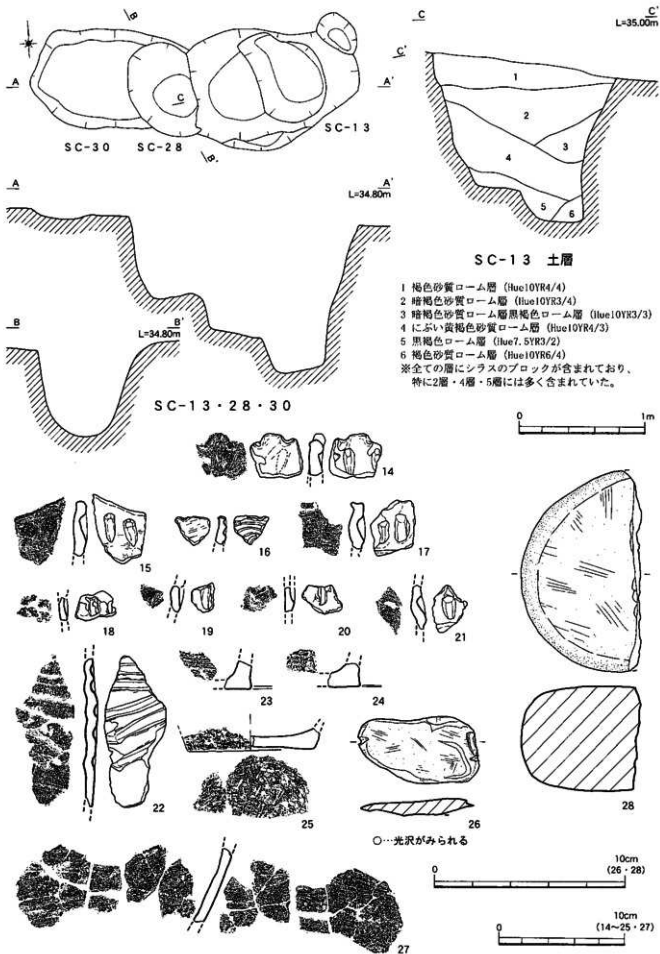 B
C
C'
L=35.00m
A
A'
C
C'
SC-30
SC-28
B'
SC-13
1
2
3
4
5
6
A
A'
L=34.80m
SC-13 土層
1 褐色砂質ローム層 (Hue10YR4/4)
2 暗褐色砂質ローム層 (Hue10YR3/4)
3 暗褐色砂質ローム層黒褐色ローム層 (Hue10YR3/3)
4 にぶい黄褐色砂質ローム層 (Hue10YR4/3)
5 黒褐色ローム層 (Hue7.5YR3/2)
6 褐色砂質ローム層 (Hue10YR6/4)
※全ての層にシラスのブロックが含まれており、
特に2層・4層・5層には多く含まれていた。
B
B'
L=34.80m
SC-13・28・30
0
1m
14
15
16
17
18
19
20
21
22
23
24
25
26
28
○…光沢がみられる
27
0
10cm
(26・28)
0
10cm
(14~25・27)